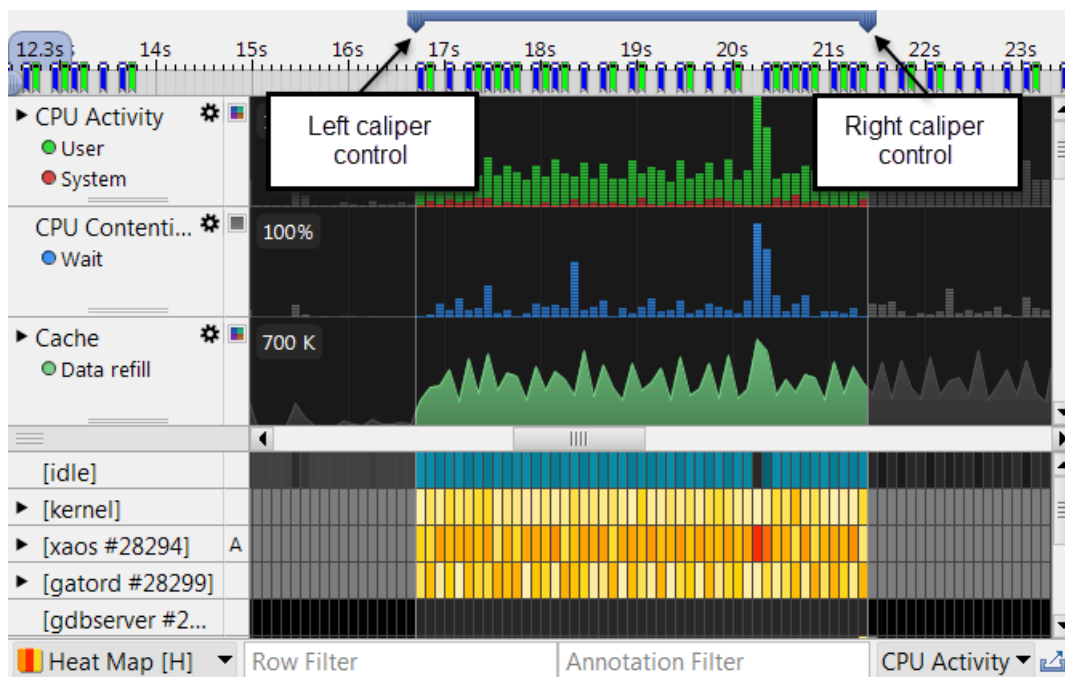 12.3s 14s 15s 16s 17s 18s 19s 20s 21s 22s 23s
CPU Activity
User
System
Left caliper
control
Right caliper
control
CPU Contenti...
Wait
100%
Cache
Data refill
700 K
[idle]
[kernel]
[xaos #28294] A
[gatord #28299]
[gdbserver #2...
Heat Map [H]
Row Filter
Annotation Filter
CPU Activity